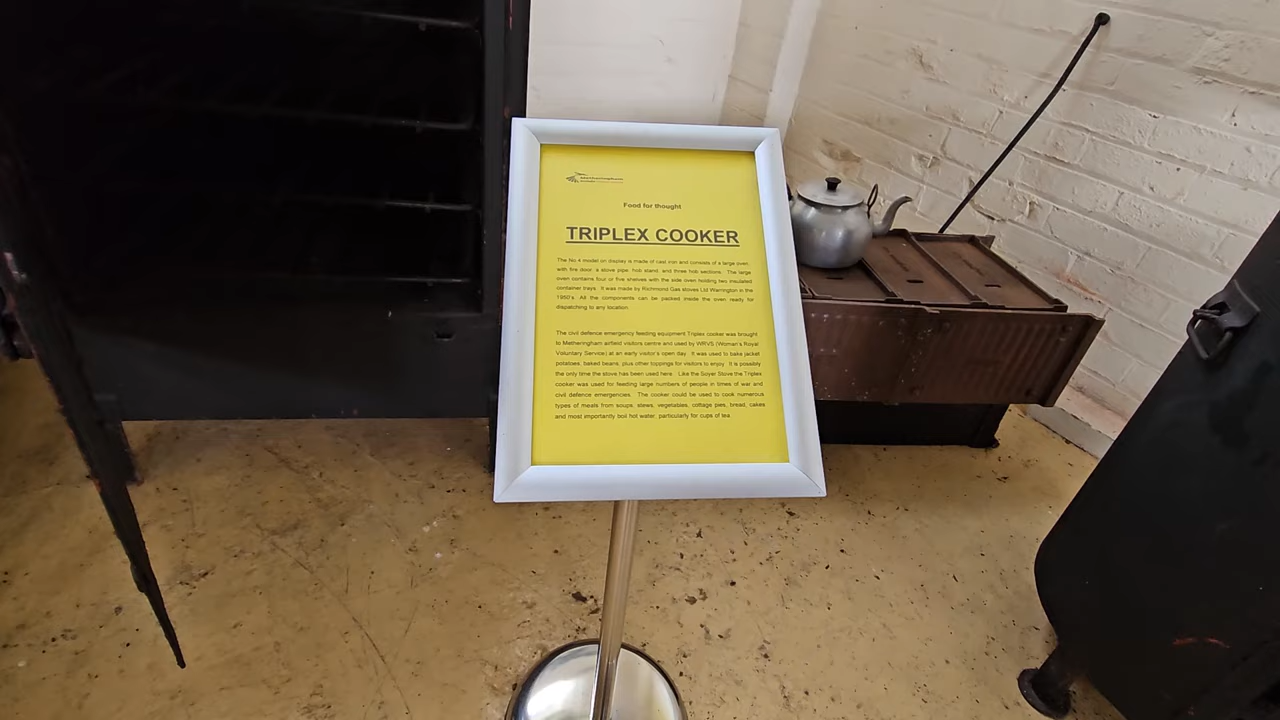 Metheringham
Food for thought
TRIPLEX COOKER
The No 4 model on display is made of cast iron and consists of a large oven,
with fire door, a stove pipe, hob stand, and three hob sections. The large
oven contains four or five shelves with the side oven holding two insulated
container trays. It was made by Richmond Gas stoves Ltd Warrington in the
1950's. All the components can be packed inside the oven ready for
dispatching to any location.
The civil defence emergency feeding equipment Triplex cooker was brought
to Metheringham airfield visitors centre and used by WRVS (Woman's Royal
Voluntary Service) at an early visitor's open day. It was used to bake jacket
potatoes, baked beans, plus other toppings for visitors to enjoy. It is possibly
the only time the stove has been used here. Like the Soyer Stove the Triplex
cooker was used for feeding large numbers of people in times of war and
civil defence emergencies. The cooker could be used to cook numerous
types of meals from soups, stews, vegetables, cottage pies, bread, cakes
and most importantly boil hot water, particularly for cups of tea.